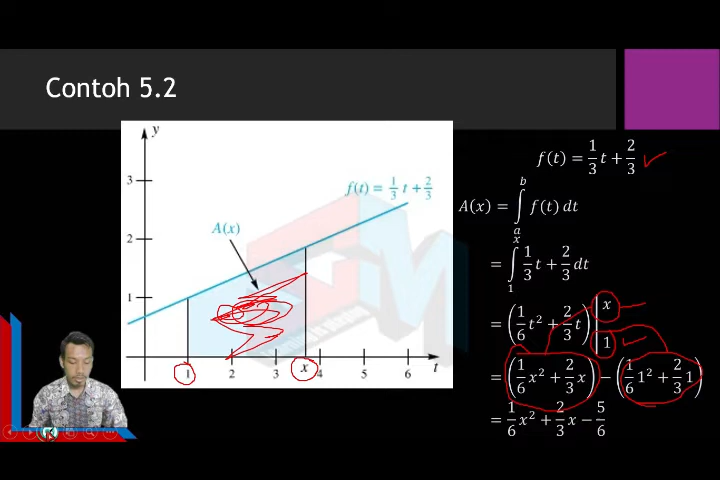 Contoh 5.2
y
3
2
1
f(t) = 1/3 t + 2/3
A(x)
1 2 3 x 4 5 6 t
f(t) = 1/3 t + 2/3
A(x) = ∫_a^b f(t) dt
= ∫_1^x 1/3 t + 2/3 dt
= (1/6 t² + 2/3 t) |_1^x
= (1/6 x² + 2/3 x) − (1/6 1² + 2/3 1)
= 1/6 x² + 2/3 x − 5/6